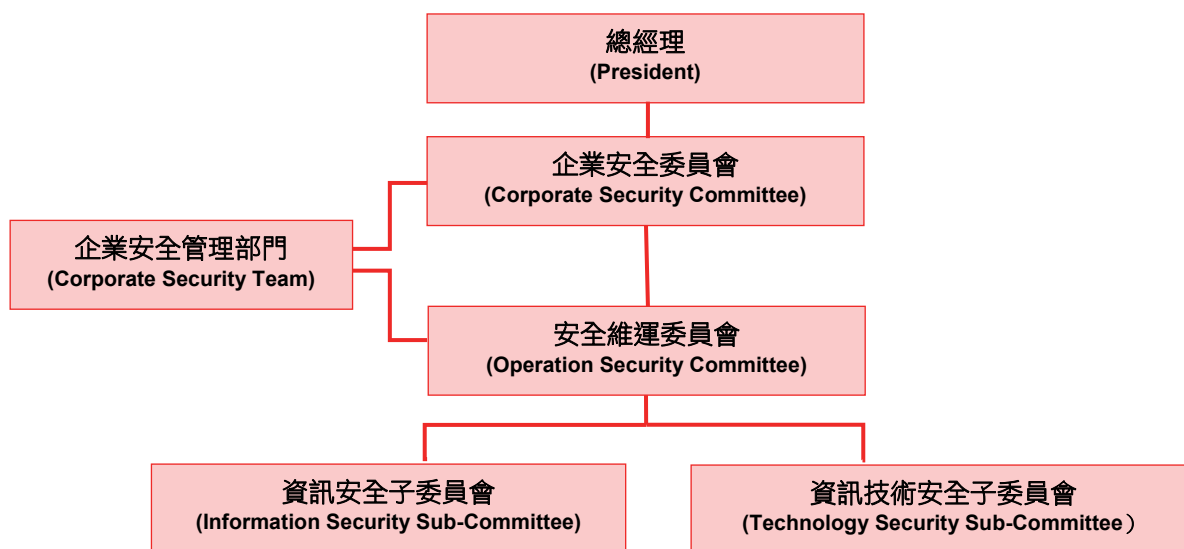 總經理
(President)
企業安全委員會
(Corporate Security Committee)
企業安全管理部門
(Corporate Security Team)
安全維運委員會
(Operation Security Committee)
資訊安全子委員會
(Information Security Sub-Committee)
資訊技術安全子委員會
(Technology Security Sub-Committee）